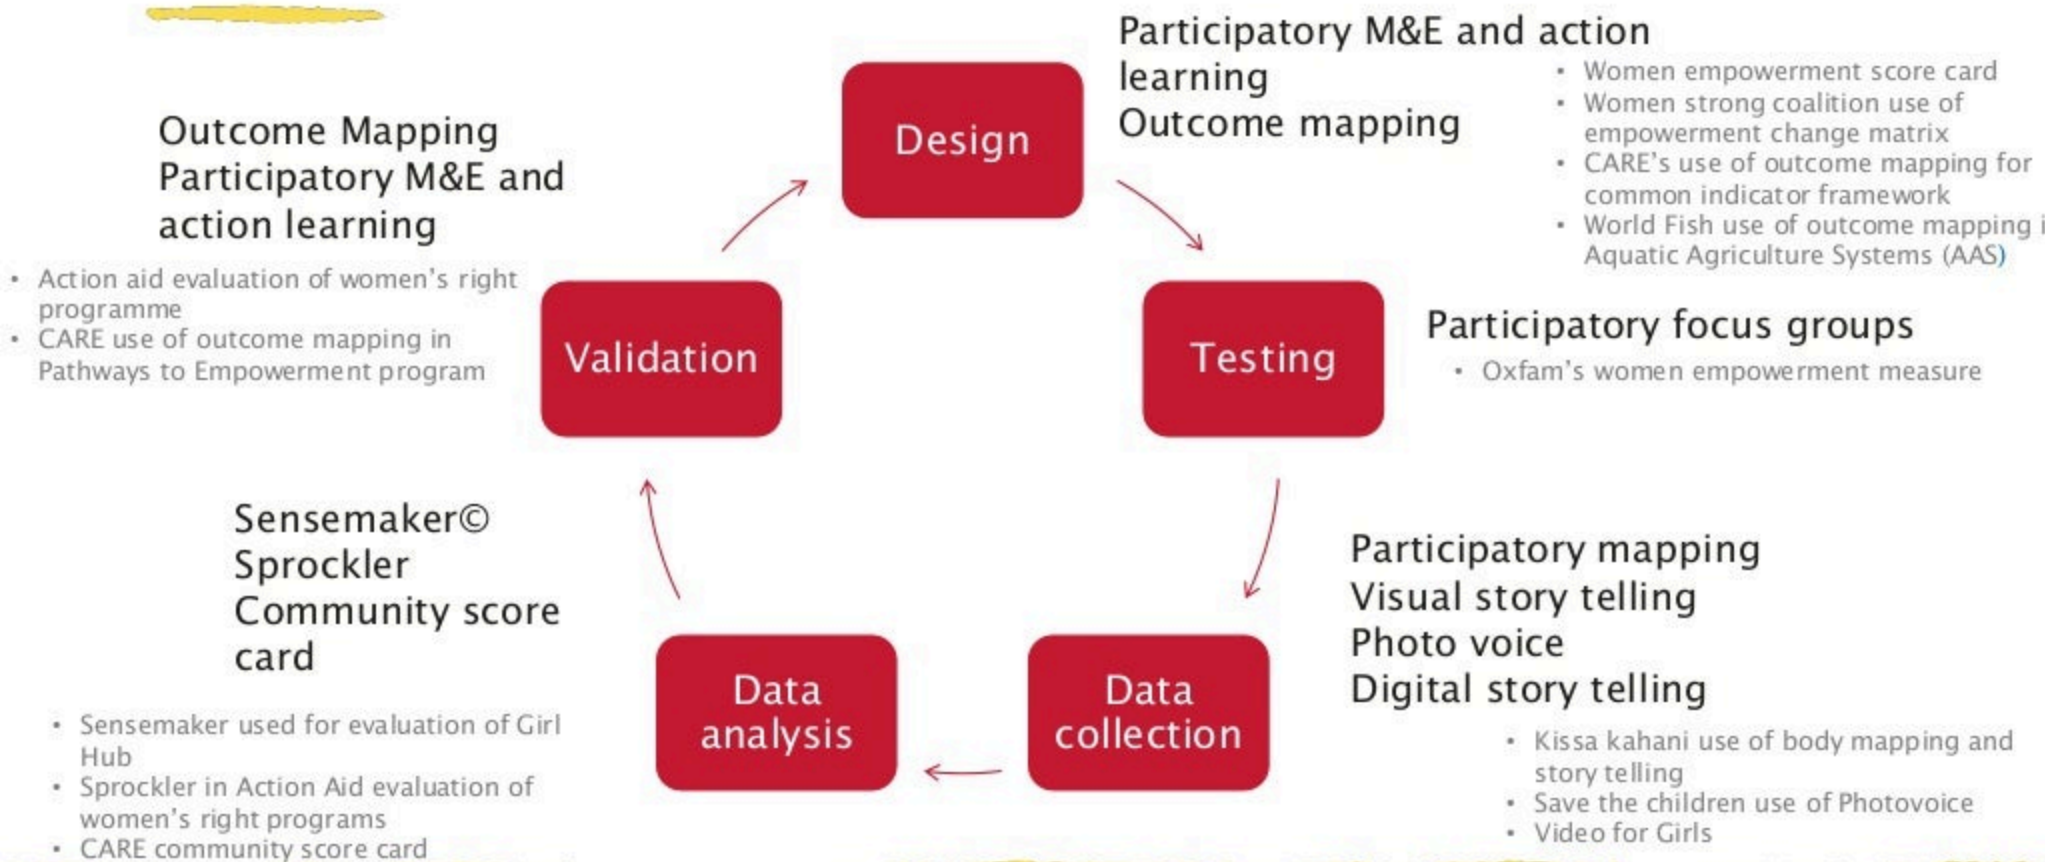 Participatory M&E and action
learning
Outcome mapping
• Women empowerment score card
• Women strong coalition use of
empowerment change matrix
• CARE's use of outcome mapping for
common indicator framework
• World Fish use of outcome mapping i
Aquatic Agriculture Systems (AAS)
Design
Outcome Mapping
Participatory M&E and
action learning
• Action aid evaluation of women's right
programme
• CARE use of outcome mapping in
Pathways to Empowerment program
Validation
Testing
Participatory focus groups
• Oxfam's women empowerment measure
Sensemaker©
Sprockler
Community score
card
• Sensemaker used for evaluation of Girl
Hub
• Sprockler in Action Aid evaluation of
women's right programs
• CARE community score card
Data
analysis
Data
collection
Participatory mapping
Visual story telling
Photo voice
Digital story telling
• Kissa kahani use of body mapping and
story telling
• Save the children use of Photovoice
• Video for Girls